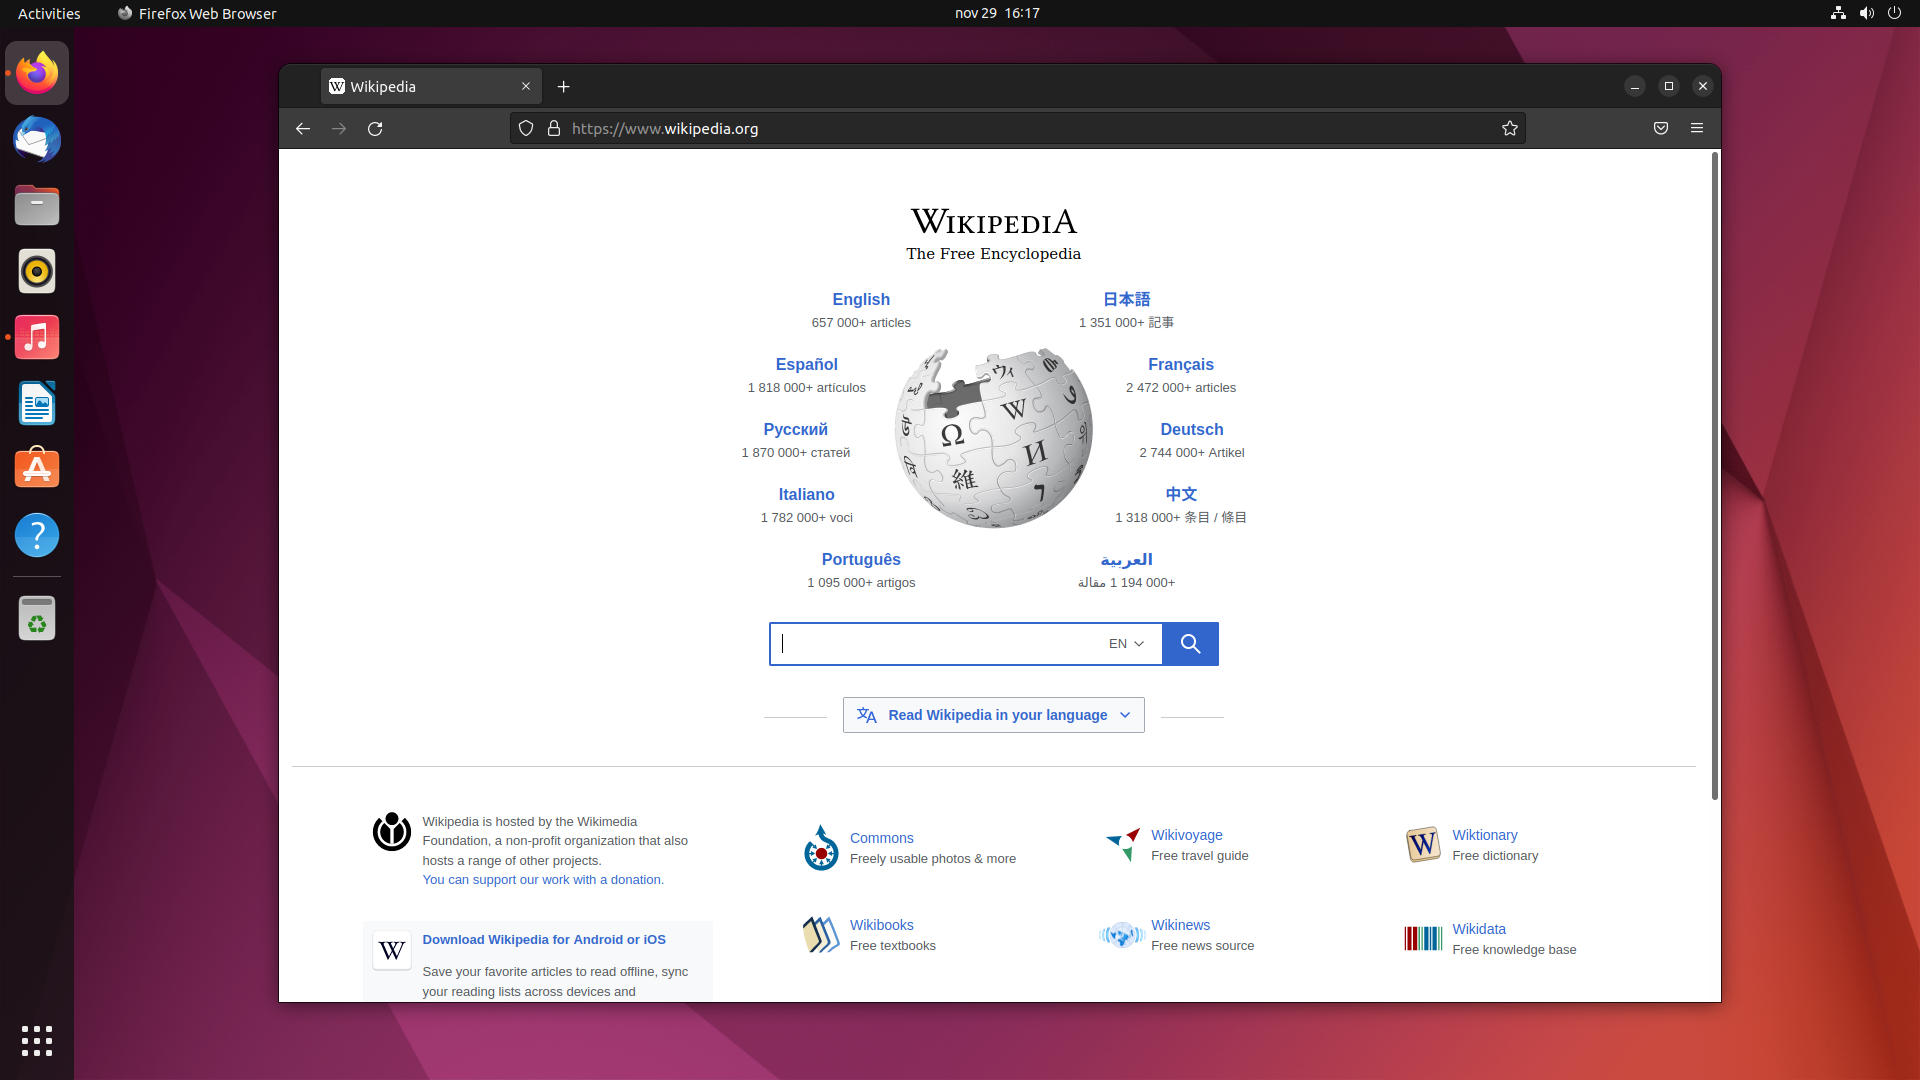 Activities
Firefox Web Browser
nov 29 16:17
Wikipedia
https://www.wikipedia.org
WIKIPEDIA
The Free Encyclopedia
English
657 000+ articles
日本語
1 351 000+ 記事
Español
1 818 000+ artículos
Français
2 472 000+ articles
Русский
1 870 000+ статей
Deutsch
2 744 000+ Artikel
Italiano
1 782 000+ voci
中文
1 318 000+ 条目 / 條目
Português
1 095 000+ artigos
العربية
1 194 000+ مقالة
EN
Read Wikipedia in your language
Wikipedia is hosted by the Wikimedia
Foundation, a non-profit organization that also
hosts a range of other projects.
You can support our work with a donation.
Download Wikipedia for Android or iOS
Save your favorite articles to read offline, sync
your reading lists across devices and
Commons
Freely usable photos & more
Wikivoyage
Free travel guide
Wiktionary
Free dictionary
Wikibooks
Free textbooks
Wikinews
Free news source
Wikidata
Free knowledge base